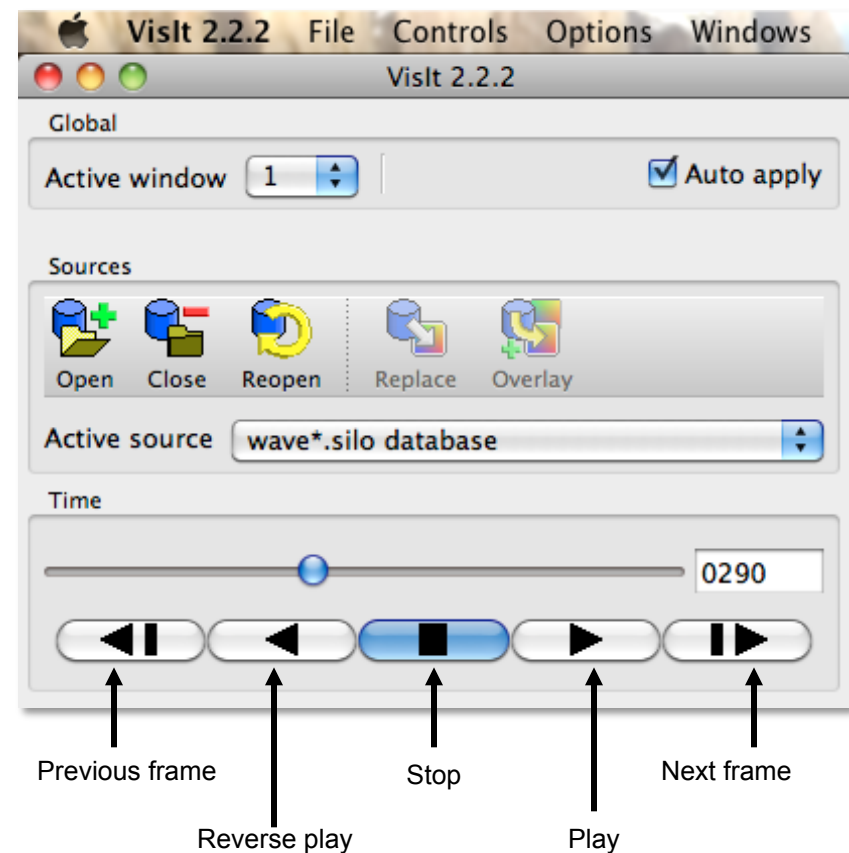 VisIt 2.2.2 File Controls Options Windows
VisIt 2.2.2
Global
Active window 1 Auto apply
Sources
Open Close Reopen Replace Overlay
Active source wave*.silo database
Time
0290
Previous frame Stop Next frame
Reverse play Play